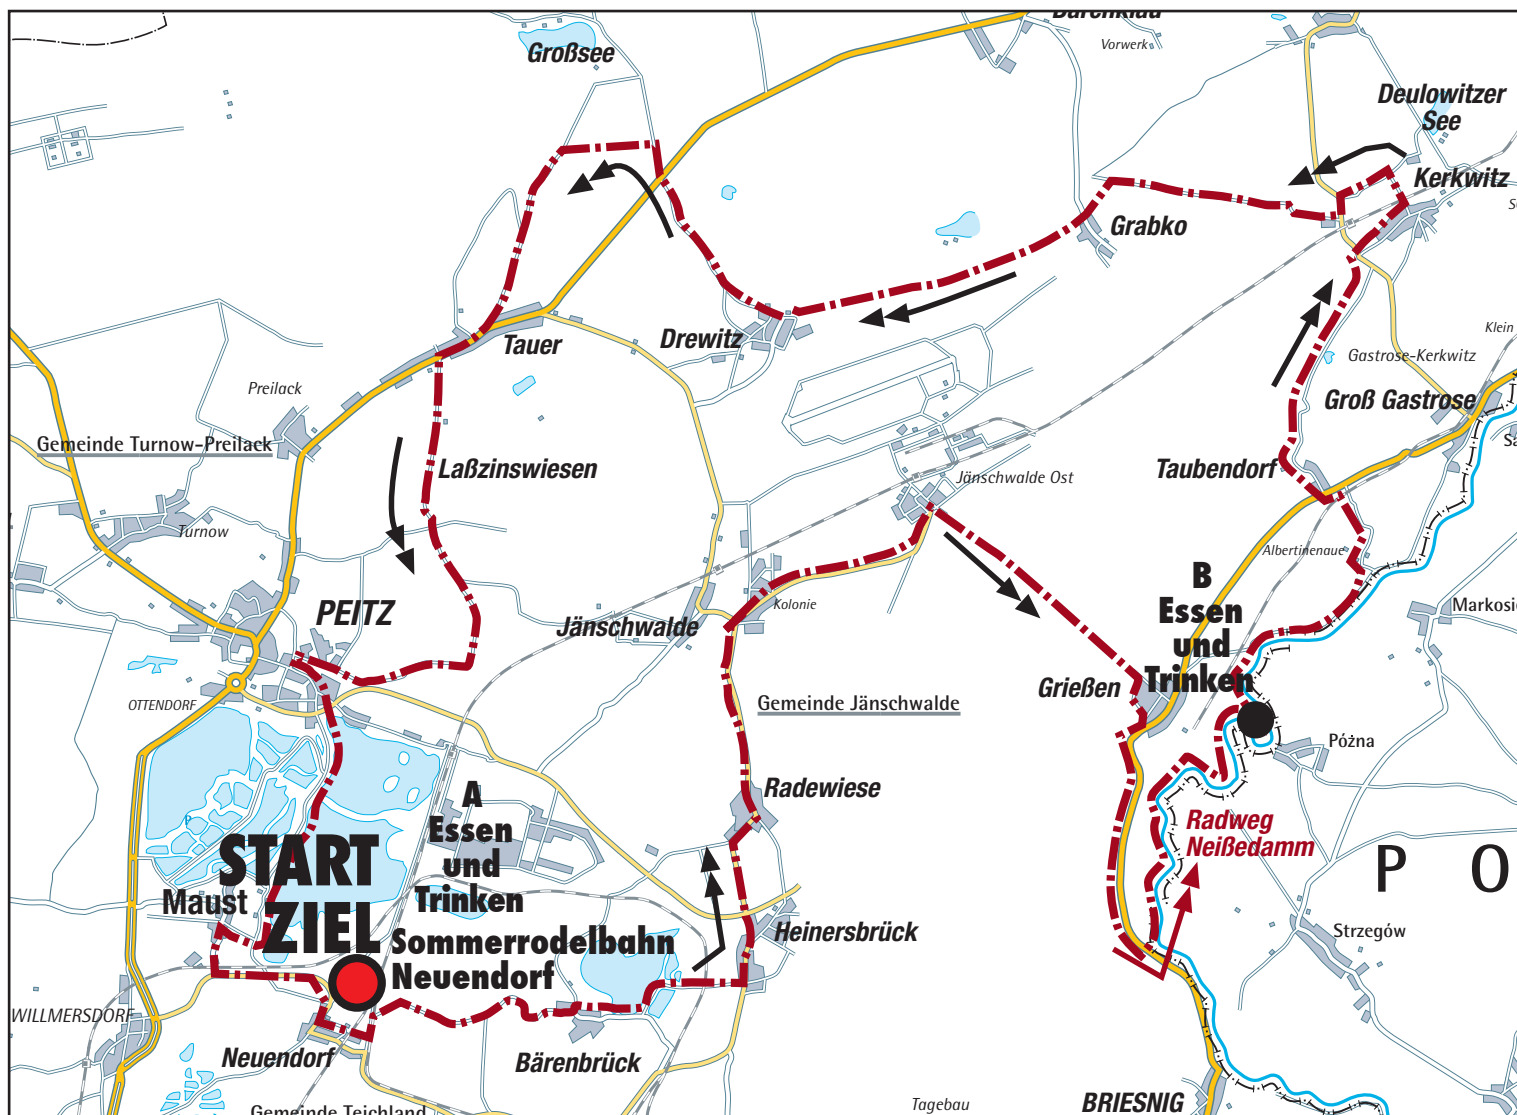 Bärenklau
Vorwerk
Großsee
Deulowitzer
See
Kerkwitz
Grabko
Klein
Drewitz
Tauer
Gastrose-Kerkwitz
Preilack
Groß Gastrose
Gemeinde Turnow-Preilack
Laßzinswiesen
Taubendorf
Jänschwalde Ost
Turnow
Albertinenaue
B
Essen
und
Trinken
PEITZ
Kolonie
Jänschwalde
Grießen
OTTENDORF
Gemeinde Jänschwalde
Póżna
Radewiese
A
Essen
und
Trinken
Radweg
Neißedamm
START
ZIEL
P O
Maust
Sommerrodelbahn
Neuendorf
Heinersbrück
Strzegów
WILLMERSDORF
Neuendorf
Bärenbrück
Tagebau
BRIESNIG
Gemeinde Teichland